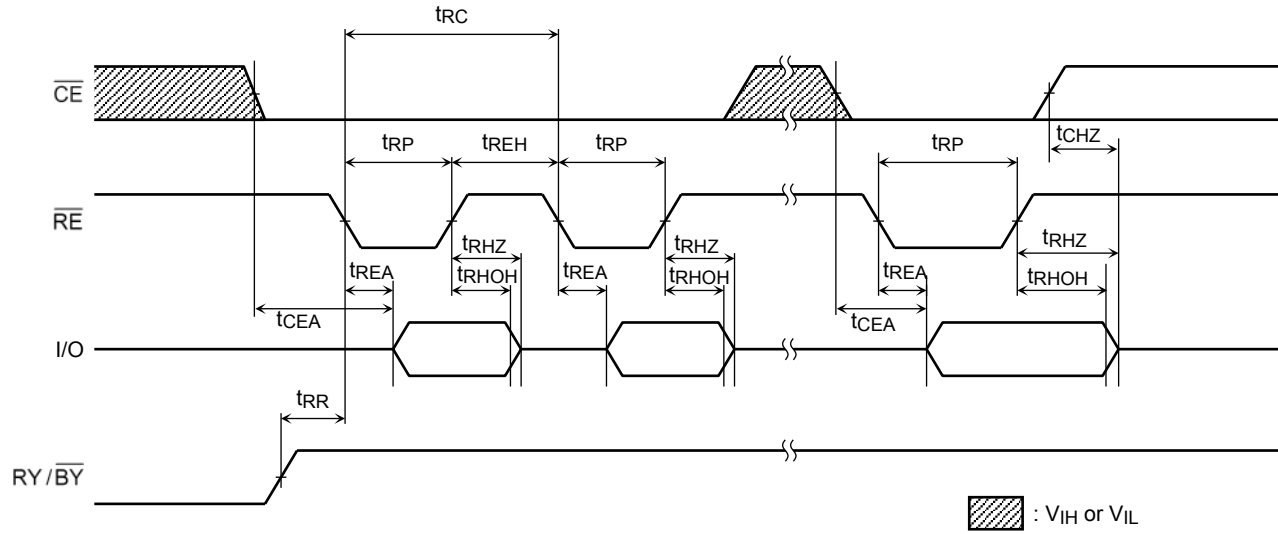 tRC
CE
tRP tREH tRP tRP tCHZ
RE
tRHZ tRHZ tRHZ
tREA tRHOH tREA tRHOH tREA tRHOH
tCEA tCEA
I/O
tRR
RY/BY
: VIH or VIL